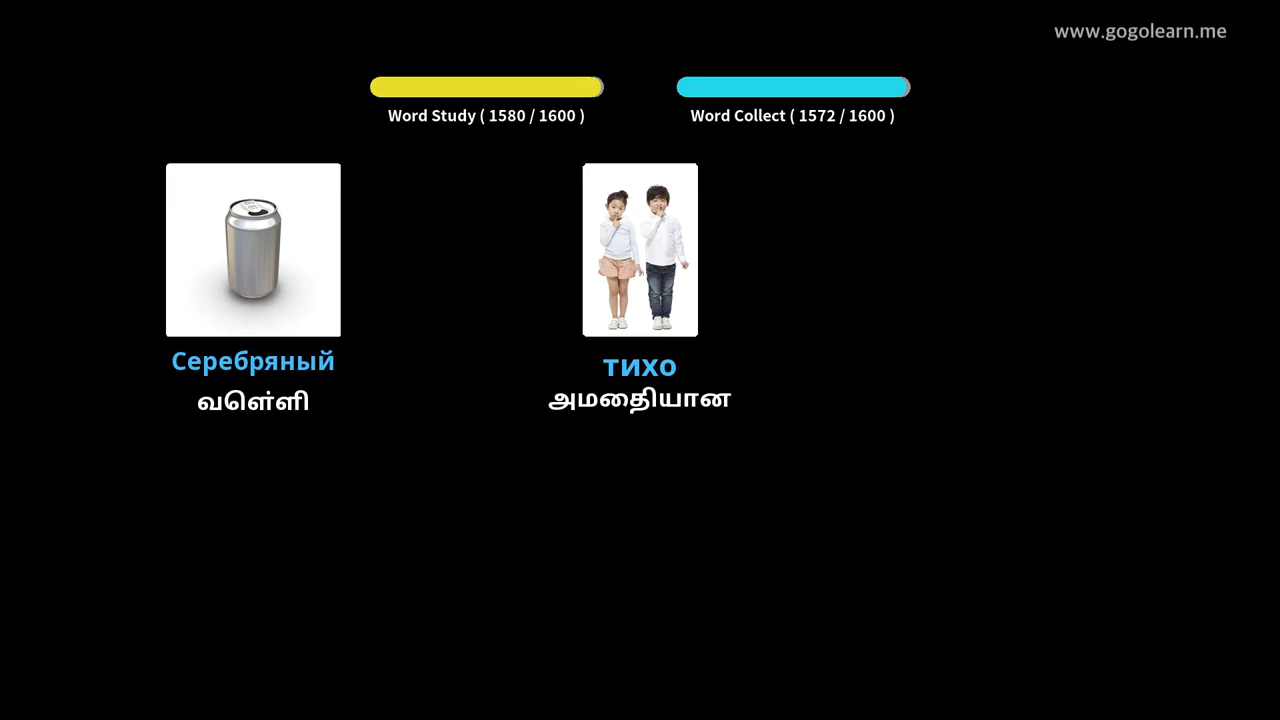 www.gogolearn.me
Word Study ( 1580 / 1600 )
Word Collect ( 1572 / 1600 )
Серебряный
வெள்ளி
тихо
அமைதியான